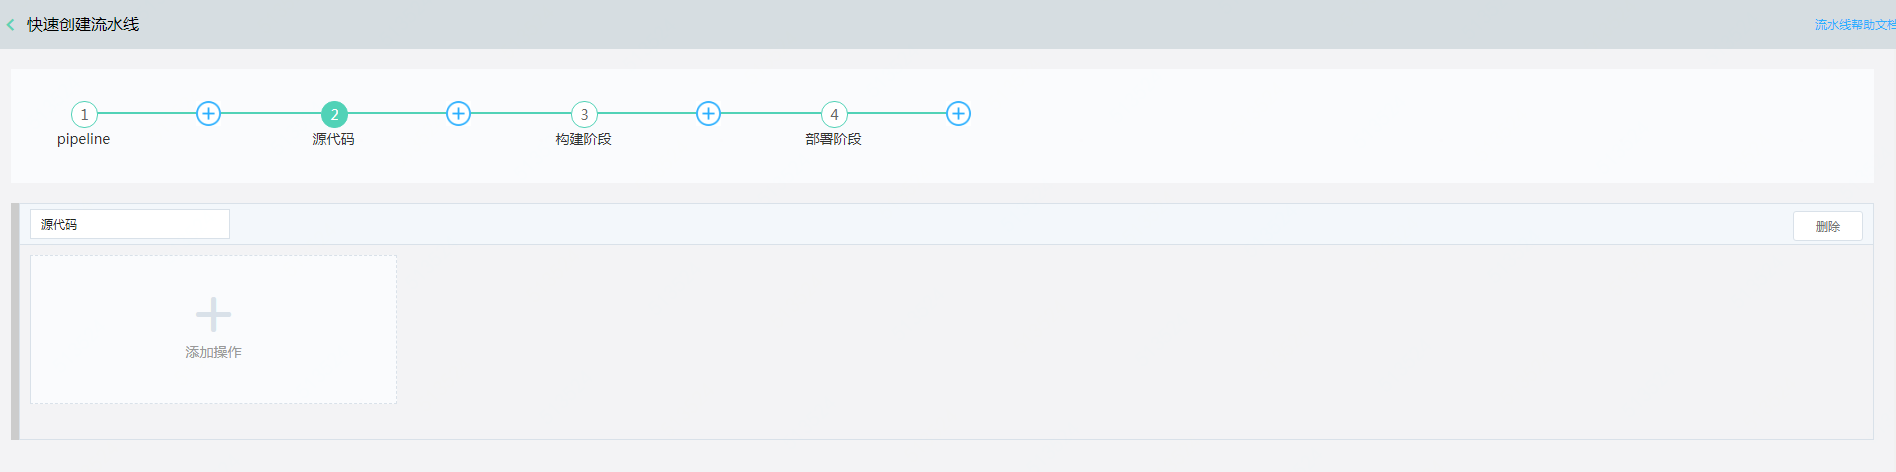 快速创建流水线
流水线帮助文档
1
2
3
4
pipeline
源代码
构建阶段
部署阶段
源代码
删除
添加操作